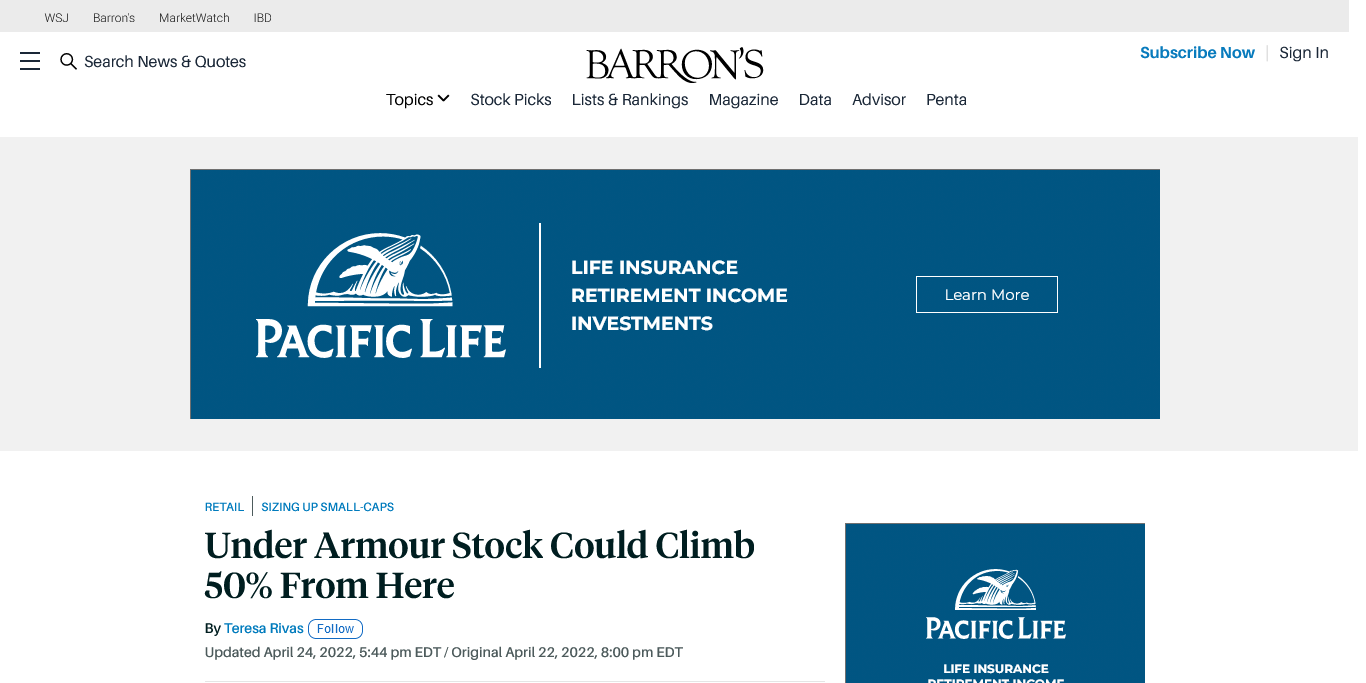 WSJ Barron's MarketWatch IBD
Search News & Quotes
BARRON'S
Subscribe Now Sign In
Topics Stock Picks Lists & Rankings Magazine Data Advisor Penta
PACIFIC LIFE
LIFE INSURANCE
RETIREMENT INCOME
INVESTMENTS
Learn More
RETAIL SIZING UP SMALL-CAPS
Under Armour Stock Could Climb
50% From Here
By Teresa Rivas Follow
Updated April 24, 2022, 5:44 pm EDT / Original April 22, 2022, 8:00 pm EDT
PACIFIC LIFE
LIFE INSURANCE
RETIREMENT INCOME